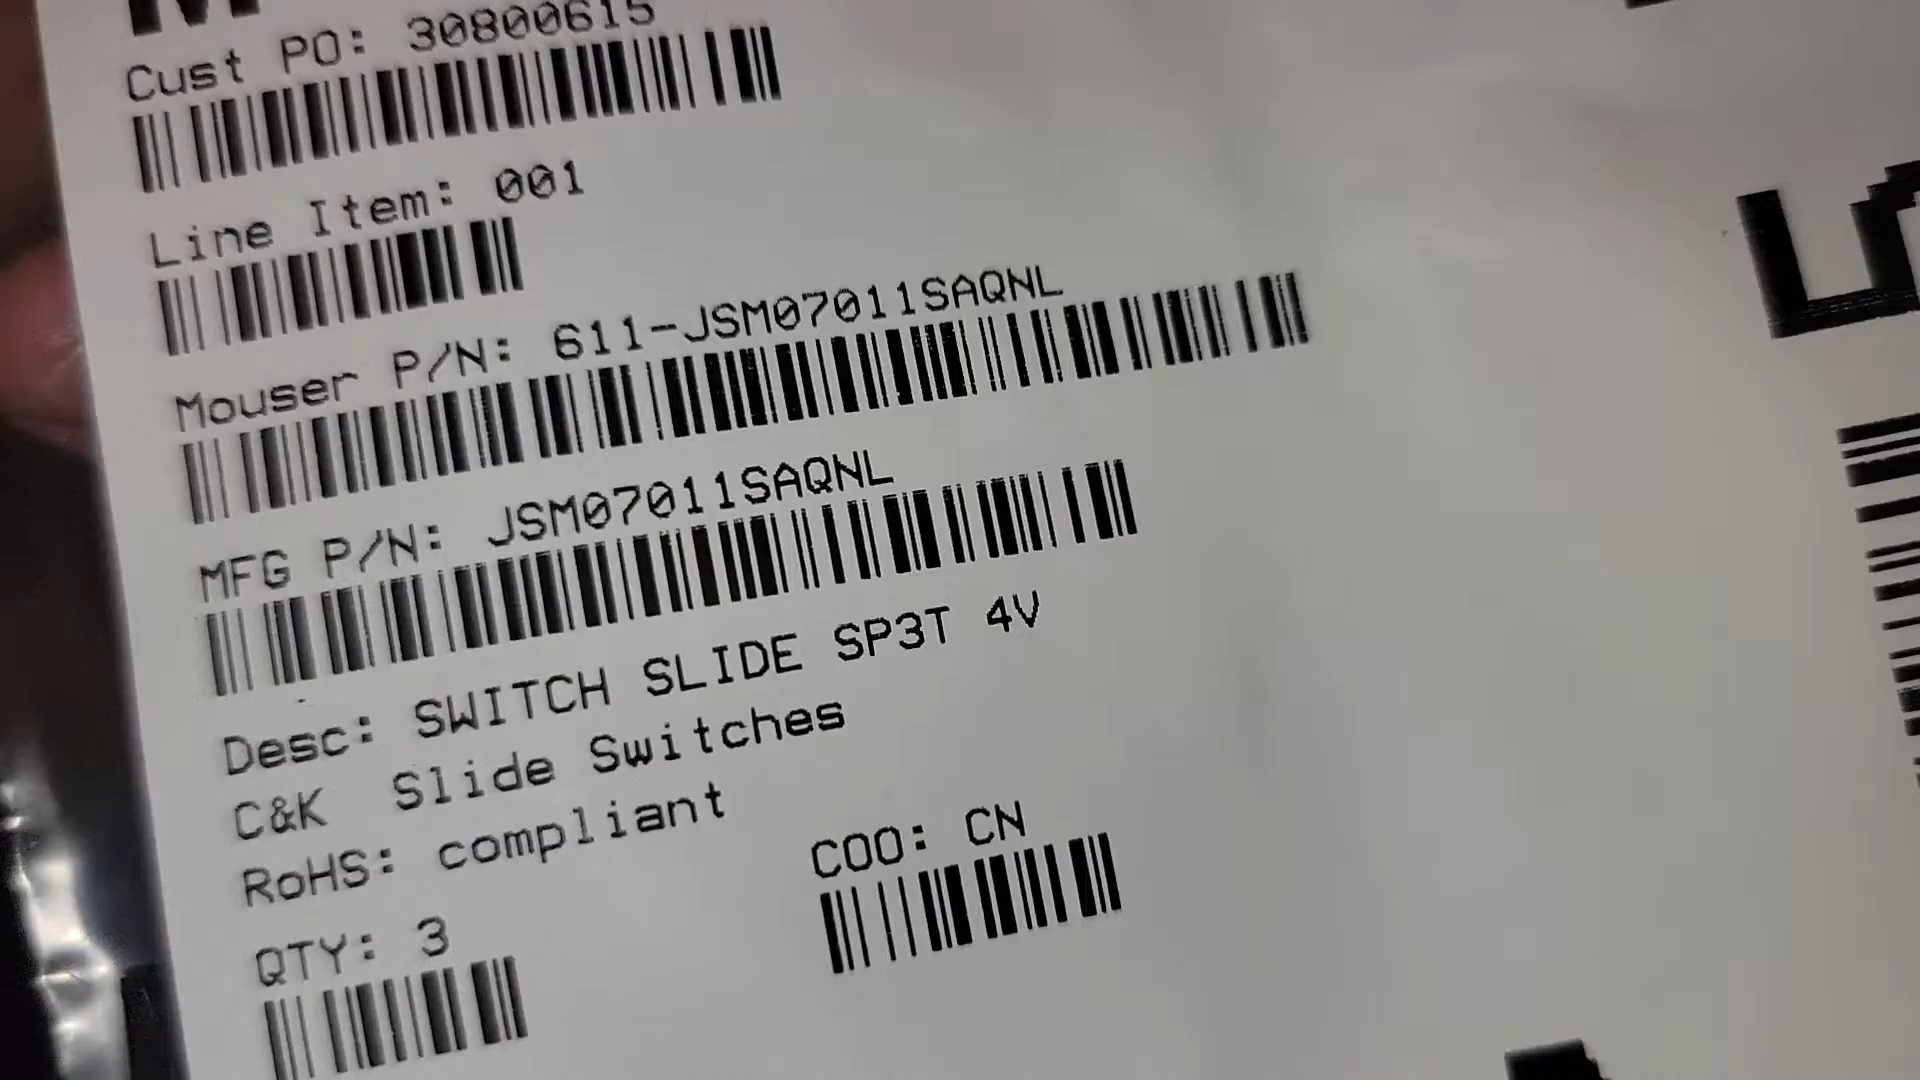 Cust PO: 30800615
Line Item: 001
Mouser P/N: 611-JSM07011SAQNL
MFG P/N: JSM07011SAQNL
Desc: SWITCH SLIDE SP3T 4V
C&K Slide Switches
RoHS: compliant
COO: CN
QTY: 3